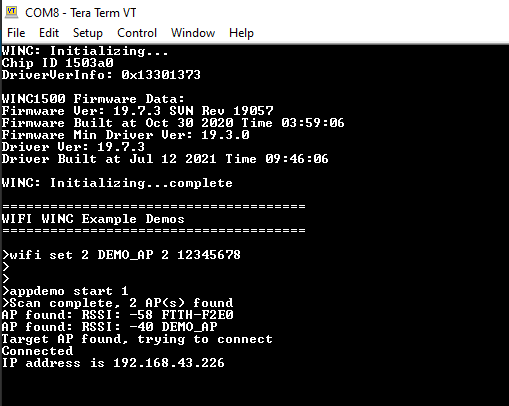 COM8 - Tera Term VT
File Edit Setup Control Window Help
WINC: Initializing...
Chip ID 1503a0
DriverVerInfo: 0x13301373
WINC1500 Firmware Data:
Firmware Ver: 19.7.3 SVN Rev 19057
Firmware Built at Oct 30 2020 Time 03:59:06
Firmware Min Driver Ver: 19.3.0
Driver Ver: 19.7.3
Driver Built at Jul 12 2021 Time 09:46:06
WINC: Initializing...complete
======================================
WIFI WINC Example Demos
======================================
>wifi set 2 DEMO_AP 2 12345678
>
>
>appdemo start 1
>Scan complete, 2 AP(s) found
AP found: RSSI: -58 FTTH-F2E0
AP found: RSSI: -40 DEMO_AP
Target AP found, trying to connect
Connected
IP address is 192.168.43.226